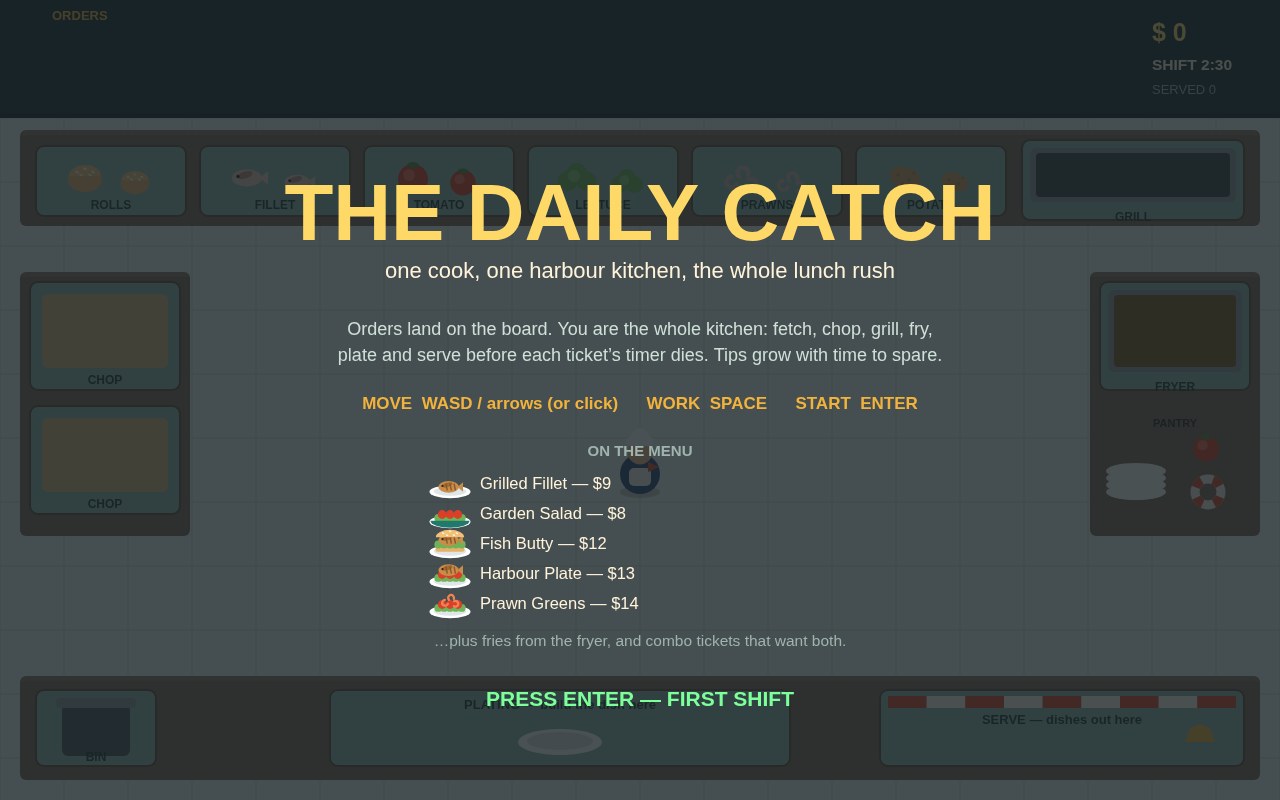 ORDERS
$ 0
SHIFT 2:30
SERVED 0
ROLLS
FILLET
TOMATO
LETTUCE
PRAWNS
GRILL
THE DAILY CATCH
one cook, one harbour kitchen, the whole lunch rush
Orders land on the board. You are the whole kitchen: fetch, chop, grill, fry,
plate and serve before each ticket’s timer dies. Tips grow with time to spare.
CHOP
FRYER
MOVE WASD / arrows (or click) WORK SPACE START ENTER
PANTRY
ON THE MENU
Grilled Fillet — $9
CHOP
Garden Salad — $8
Fish Butty — $12
Harbour Plate — $13
Prawn Greens — $14
…plus fries from the fryer, and combo tickets that want both.
PRESS ENTER — FIRST SHIFT
SERVE — dishes out here
BIN